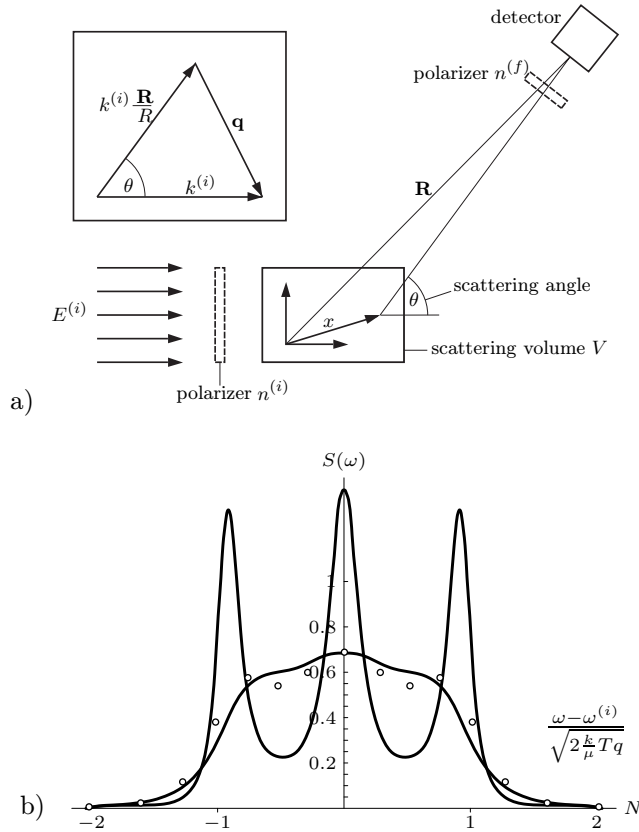 detector
polarizer n^(f)
k^(i) R/R
q
θ
k^(i)
R
E^(i)
x
θ
scattering angle
scattering volume V
polarizer n^(i)
a)
S(ω)
1
0.8
0.6
0.4
0.2
ω−ω^(i)
√(2 k/μ Tq)
b)
−2 −1 1 2 N